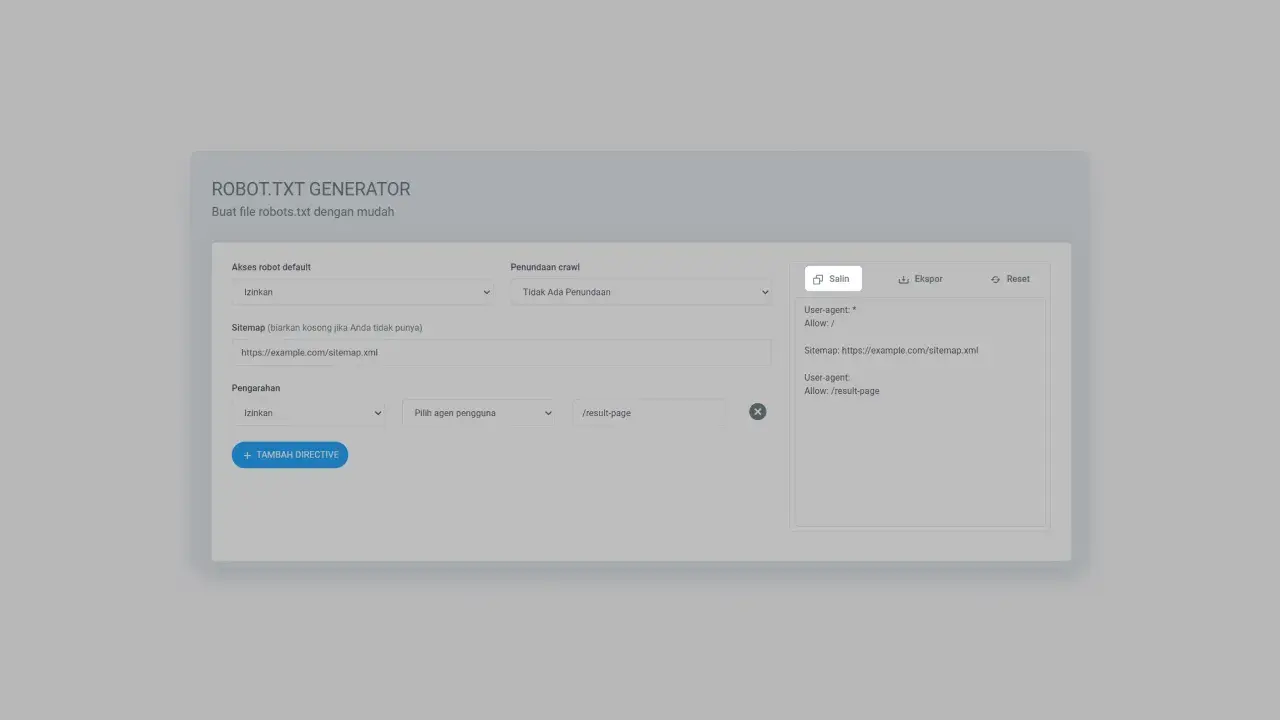 ROBOT.TXT GENERATOR
Buat file robots.txt dengan mudah
Akses robot default
Penundaan crawl
Izinkan
Tidak Ada Penundaan
Sitemap (biarkan kosong jika Anda tidak punya)
https://example.com/sitemap.xml
Pengarahan
Izinkan
Pilih agen pengguna
/result-page
+ TAMBAH DIRECTIVE
Salin
Ekspor
Reset
User-agent: *
Allow: /
Sitemap: https://example.com/sitemap.xml
User-agent:
Allow: /result-page